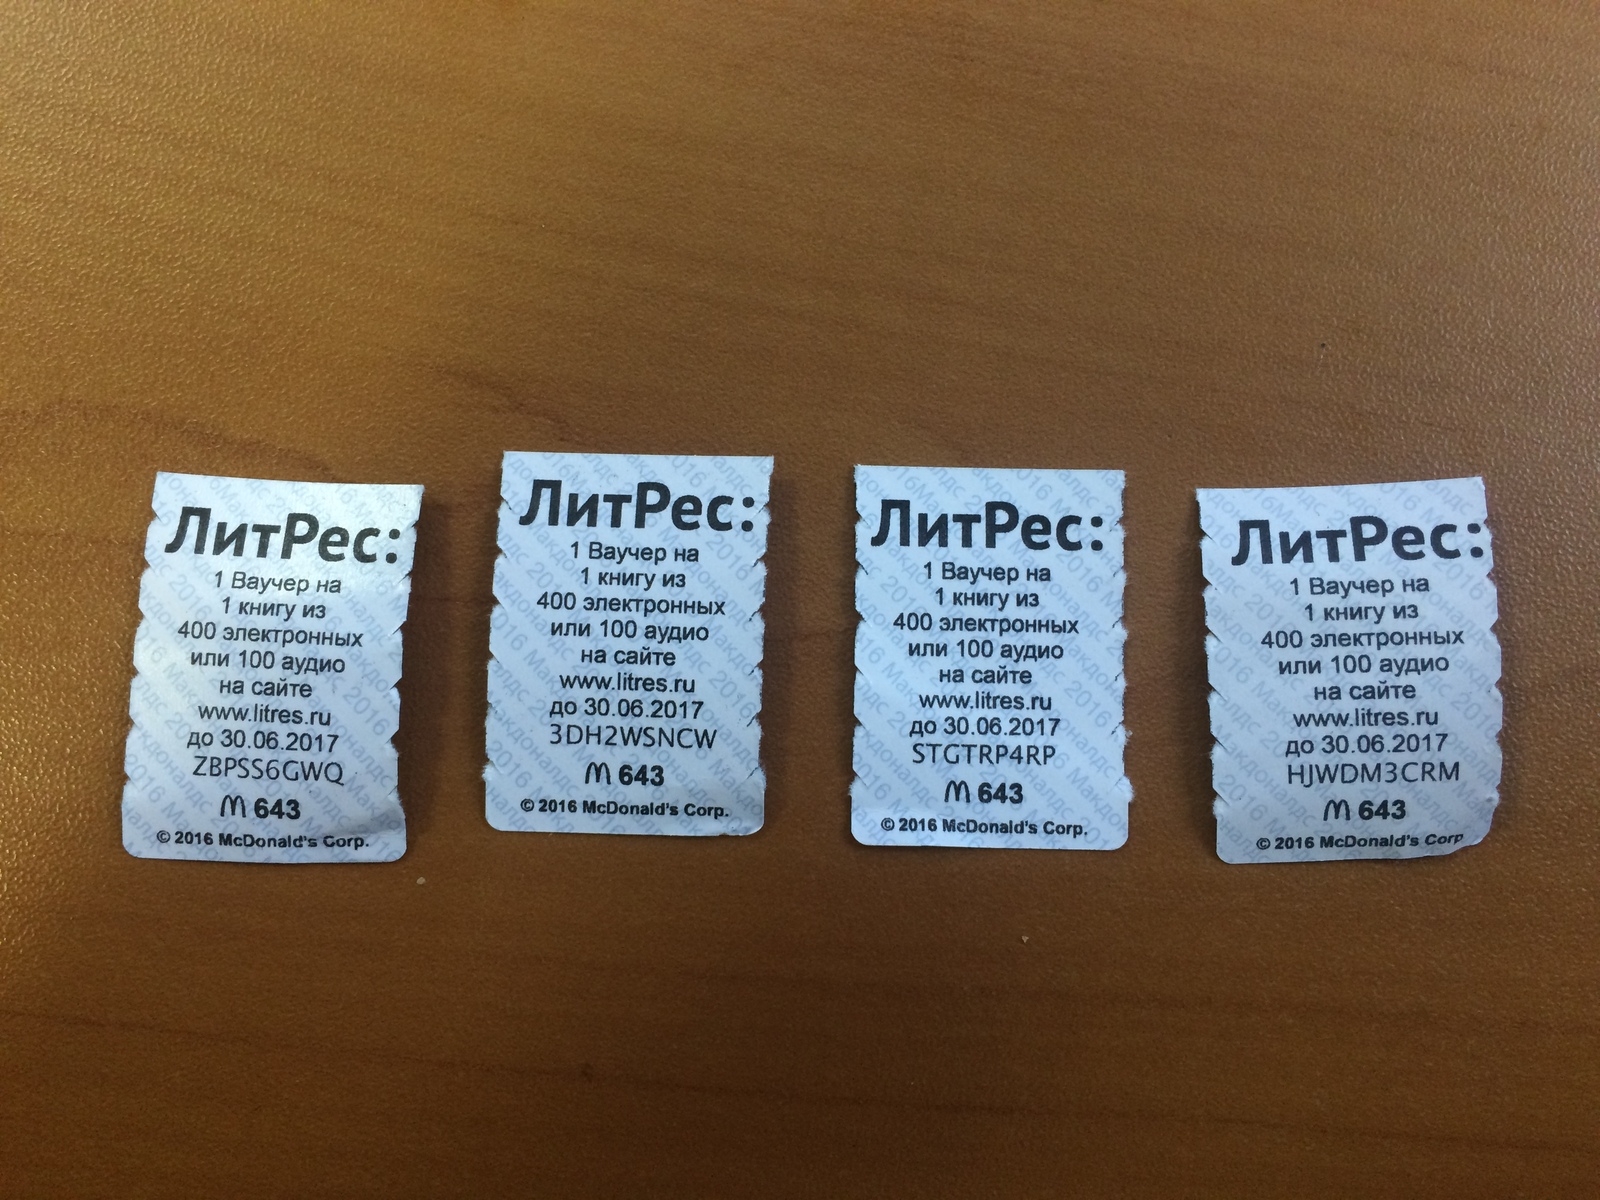 ЛитРес:
1 Ваучер на
1 книгу из
400 электронных
или 100 аудио
на сайте
www.litres.ru
до 30.06.2017
ZBPSS6GWQ
643
© 2016 McDonald's Corp.
ЛитРес:
1 Ваучер на
1 книгу из
400 электронных
или 100 аудио
на сайте
www.litres.ru
до 30.06.2017
3DH2WSNCW
643
© 2016 McDonald's Corp.
ЛитРес:
1 Ваучер на
1 книгу из
400 электронных
или 100 аудио
на сайте
www.litres.ru
до 30.06.2017
STGTRP4RP
643
© 2016 McDonald's Corp.
ЛитРес:
1 Ваучер на
1 книгу из
400 электронных
или 100 аудио
на сайте
www.litres.ru
до 30.06.2017
HJWDM3CRM
643
© 2016 McDonald's Corp